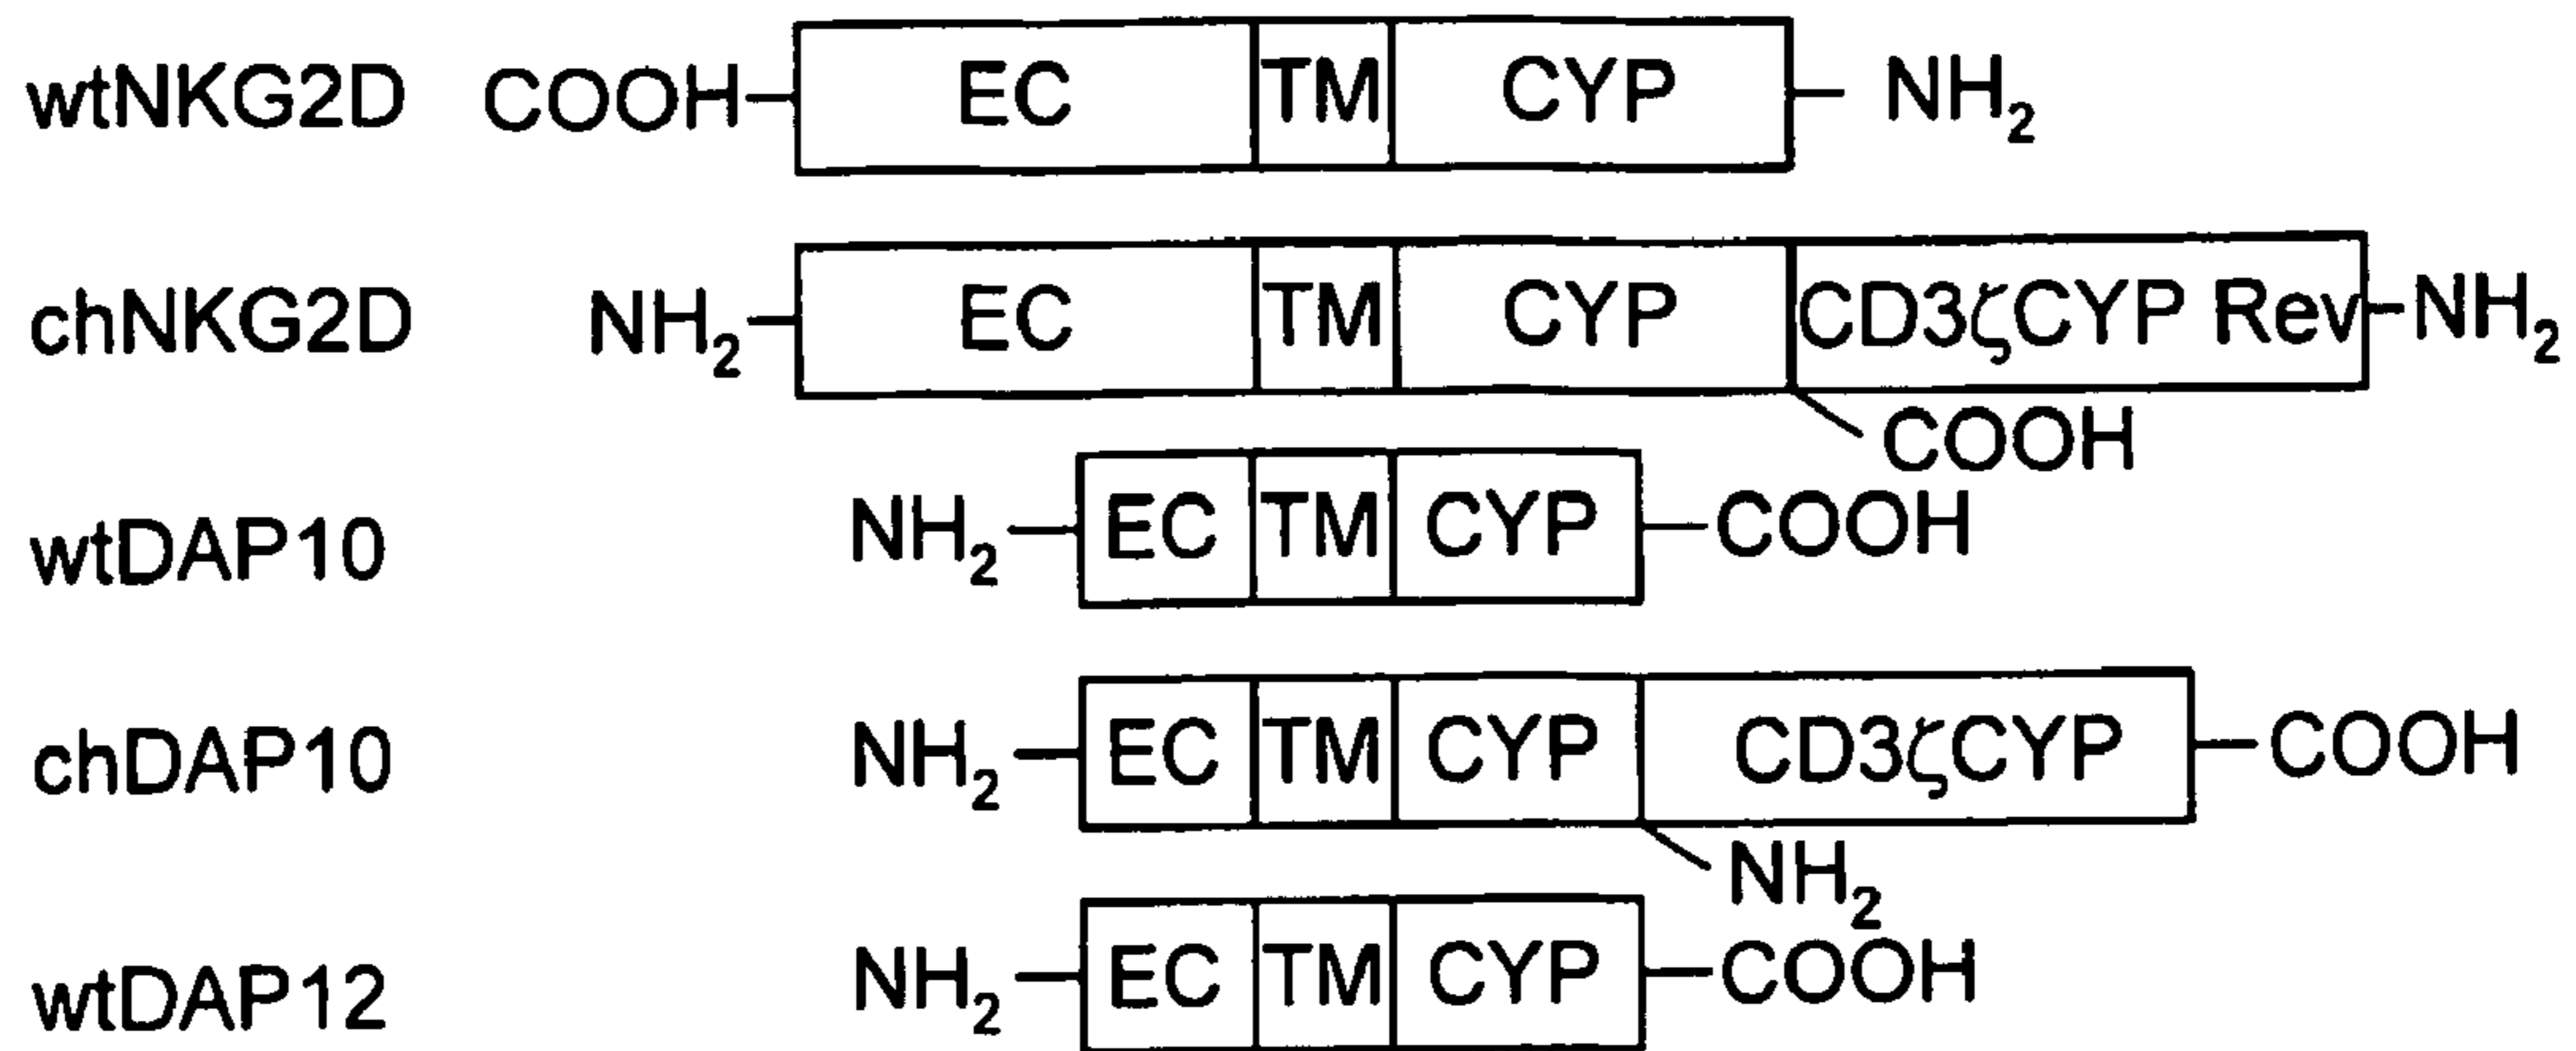 wtNKG2D COOH EC TM CYP NH2
chNKG2D NH2 EC TM CYP CD3ζCYP Rev NH2
COOH
wtDAP10 NH2 EC TM CYP COOH
chDAP10 NH2 EC TM CYP CD3ζCYP COOH
NH2
wtDAP12 NH2 EC TM CYP COOH